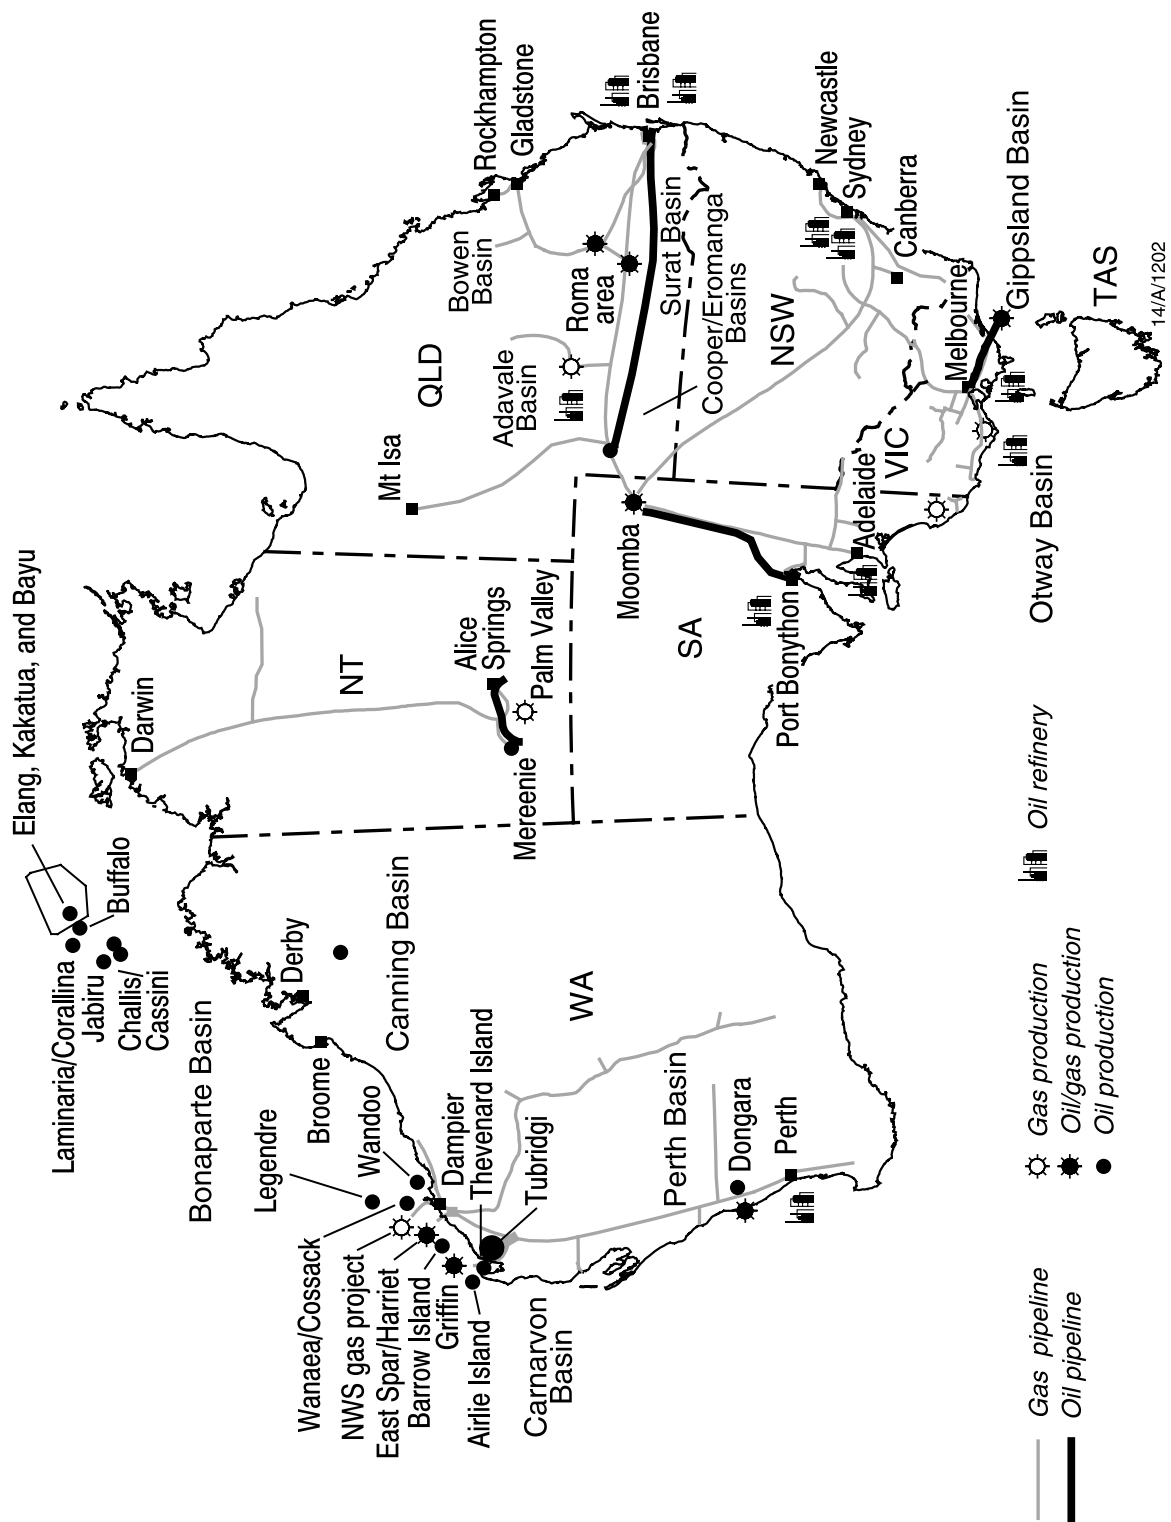 Elang, Kakatua, and Bayu
Laminaria/Corallina
Buffalo
Jabiru
Challis/
Cassini
Bonaparte Basin
Darwin
Derby
Broome
Canning Basin
Legendre
Wandoo
Wanaea/Cossack
NWS gas project
East Spar/Harriet
Barrow Island
Griffin
Airlie Island
Dampier
Thevenard Island
Tubridgi
Carnarvon
Basin
WA
Perth Basin
Dongara
Perth
NT
Alice
Springs
Palm Valley
Mereenie
Mt Isa
QLD
Rockhampton
Gladstone
Bowen
Basin
Roma
area
Adavale
Basin
Brisbane
Surat Basin
Cooper/Eromanga
Basins
Moomba
SA
Port Bonython
Adelaide
NSW
Newcastle
Sydney
Canberra
VIC
Melbourne
Gippsland Basin
Otway Basin
TAS
Gas pipeline
Oil pipeline
Gas production
Oil/gas production
Oil production
Oil refinery
14/A/1202